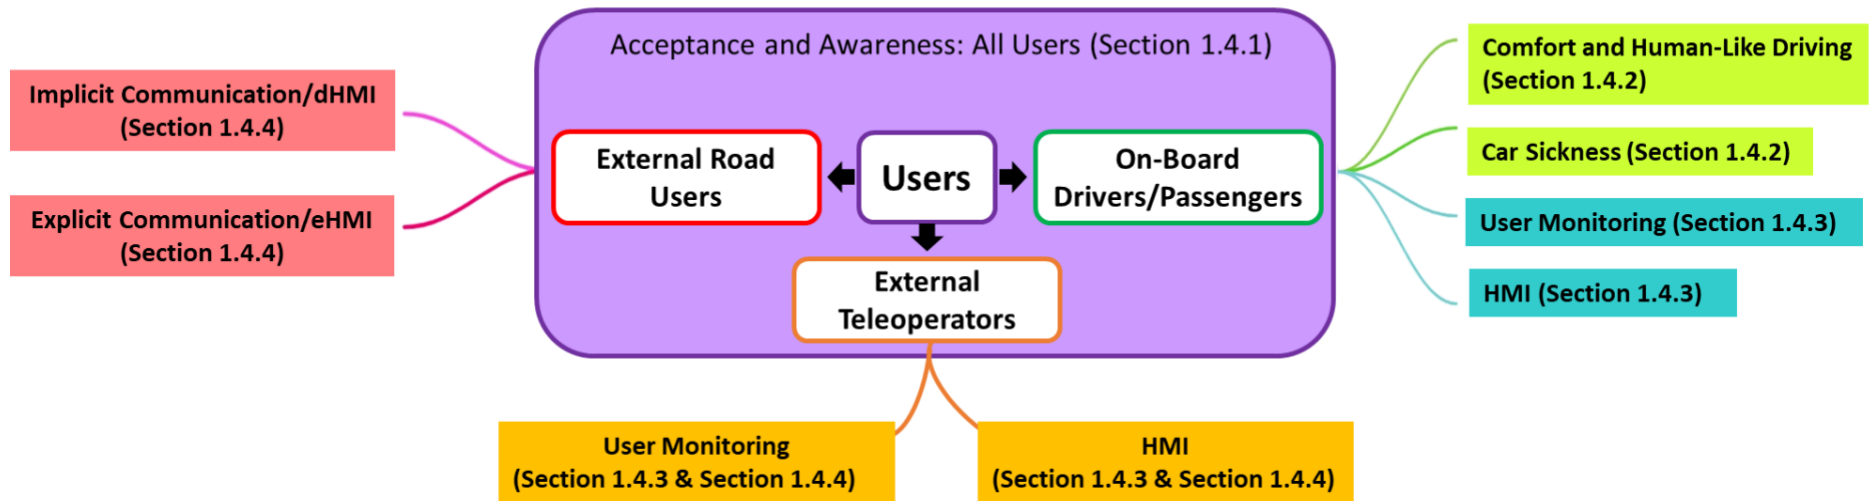 Acceptance and Awareness: All Users (Section 1.4.1)
Implicit Communication/dHMI
(Section 1.4.4)
Explicit Communication/eHMI
(Section 1.4.4)
External Road
Users
Users
On-Board
Drivers/Passengers
External
Teleoperators
Comfort and Human-Like Driving
(Section 1.4.2)
Car Sickness (Section 1.4.2)
User Monitoring (Section 1.4.3)
HMI (Section 1.4.3)
User Monitoring
(Section 1.4.3 & Section 1.4.4)
HMI
(Section 1.4.3 & Section 1.4.4)